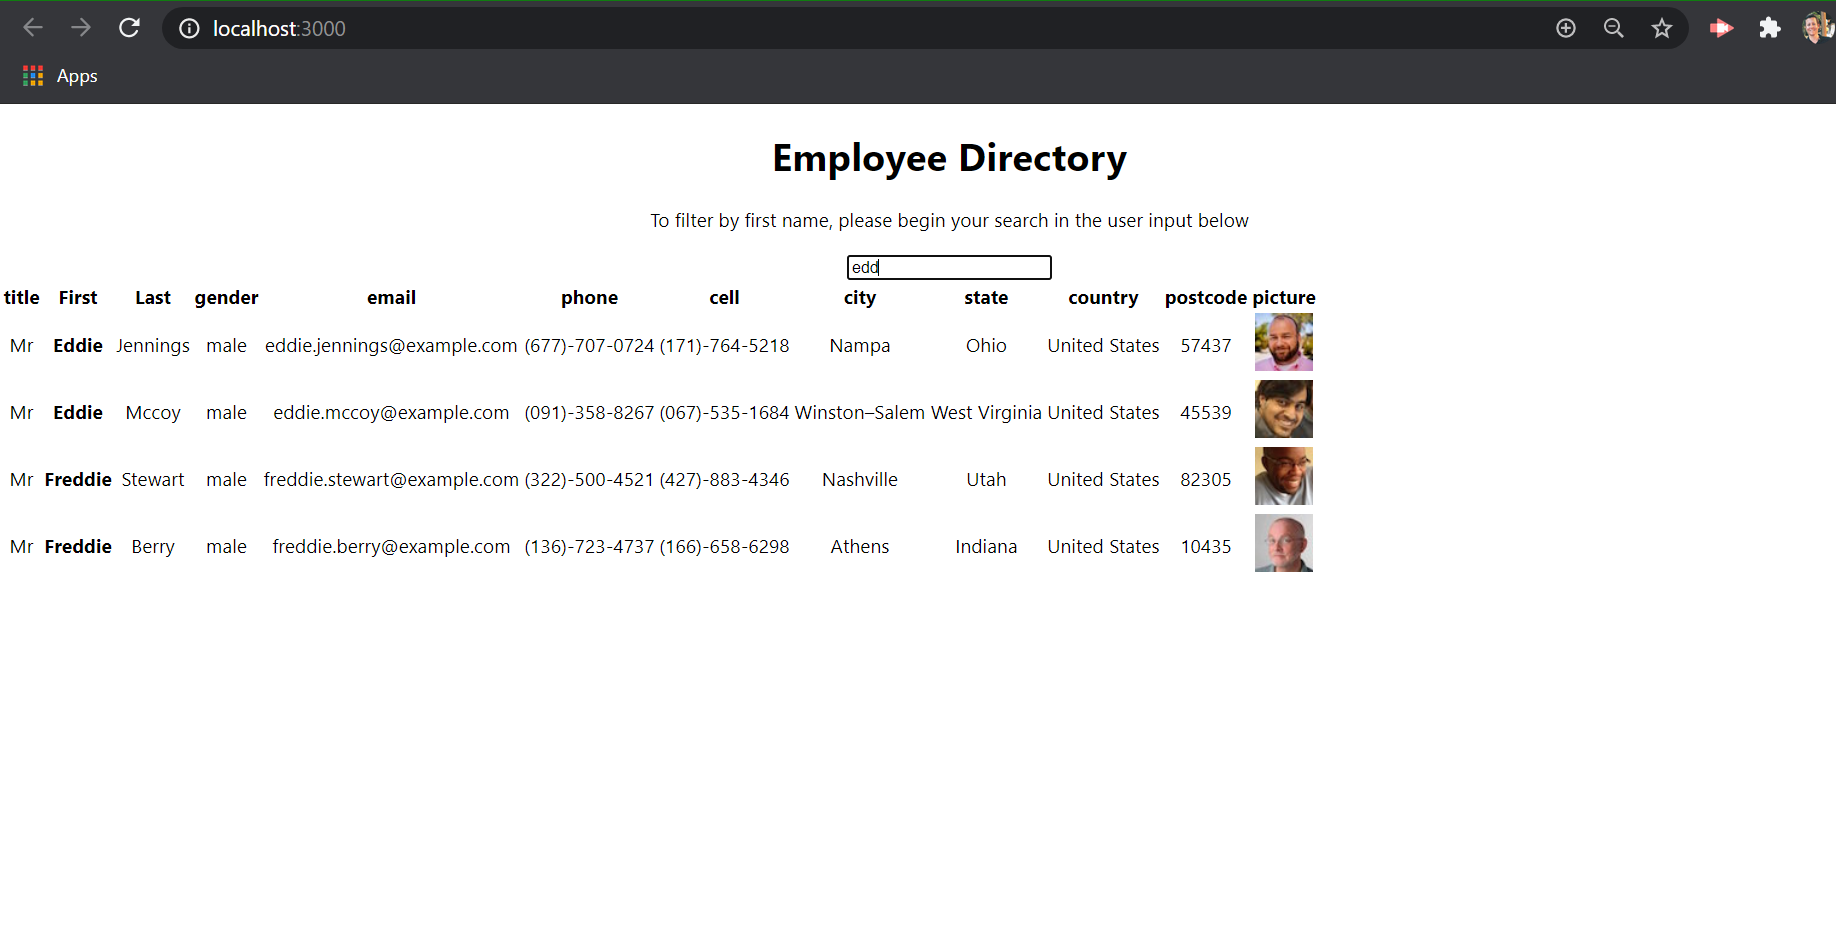 localhost:3000
Apps
Employee Directory
To filter by first name, please begin your search in the user input below
edd
title First Last gender email phone cell city state country postcode picture
Mr Eddie Jennings male eddie.jennings@example.com (677)-707-0724 (171)-764-5218 Nampa Ohio United States 57437
Mr Eddie Mccoy male eddie.mccoy@example.com (091)-358-8267 (067)-535-1684 Winston–Salem West Virginia United States 45539
Mr Freddie Stewart male freddie.stewart@example.com (322)-500-4521 (427)-883-4346 Nashville Utah United States 82305
Mr Freddie Berry male freddie.berry@example.com (136)-723-4737 (166)-658-6298 Athens Indiana United States 10435